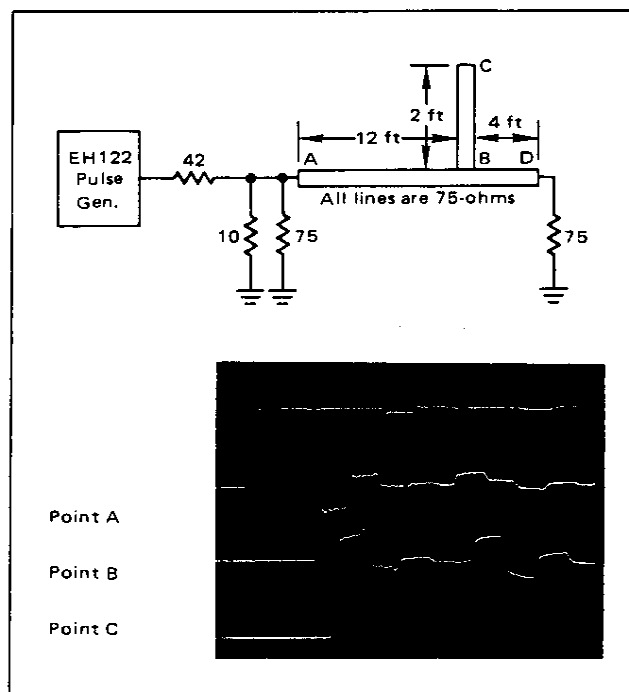 C
2 ft
4 ft
12 ft
EH122
Pulse
Gen.
42
A
B
D
All lines are 75-ohms
10
75
75
Point A
Point B
Point C